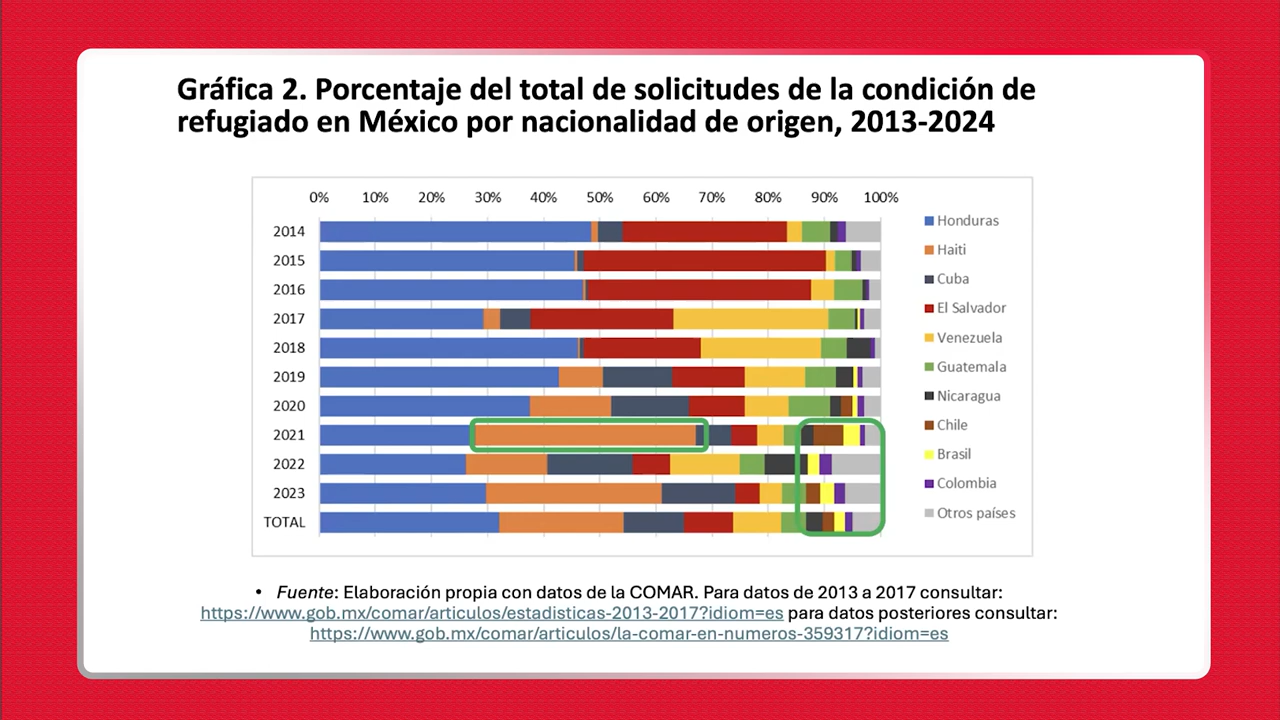 Gráfica 2. Porcentaje del total de solicitudes de la condición de
refugiado en México por nacionalidad de origen, 2013-2024
0% 10% 20% 30% 40% 50% 60% 70% 80% 90% 100%
2014
2015
2016
2017
2018
2019
2020
2021
2022
2023
TOTAL
Honduras
Haiti
Cuba
El Salvador
Venezuela
Guatemala
Nicaragua
Chile
Brasil
Colombia
Otros países
• Fuente: Elaboración propia con datos de la COMAR. Para datos de 2013 a 2017 consultar:
https://www.gob.mx/comar/articulos/estadisticas-2013-2017?idiom=es para datos posteriores consultar:
https://www.gob.mx/comar/articulos/la-comar-en-numeros-359317?idiom=es